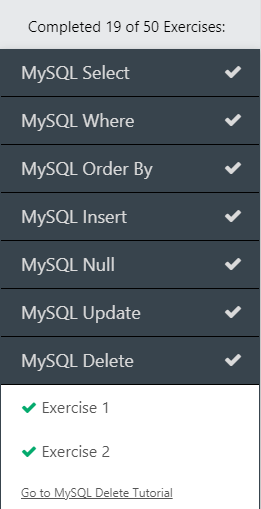 Completed 19 of 50 Exercises:
MySQL Select
MySQL Where
MySQL Order By
MySQL Insert
MySQL Null
MySQL Update
MySQL Delete
Exercise 1
Exercise 2
Go to MySQL Delete Tutorial